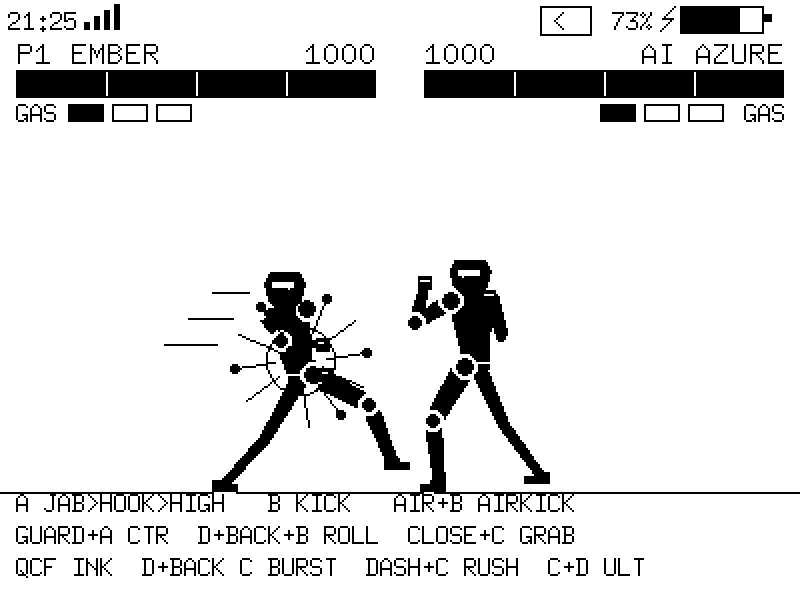 21:25 73%
P1 EMBER 1000 1000 AI AZURE
GAS GAS
A JAB>HOOK>HIGH B KICK AIR+B AIRKICK
GUARD+A CTR D+BACK+B ROLL CLOSE+C GRAB
QCF INK D+BACK C BURST DASH+C RUSH C+D ULT